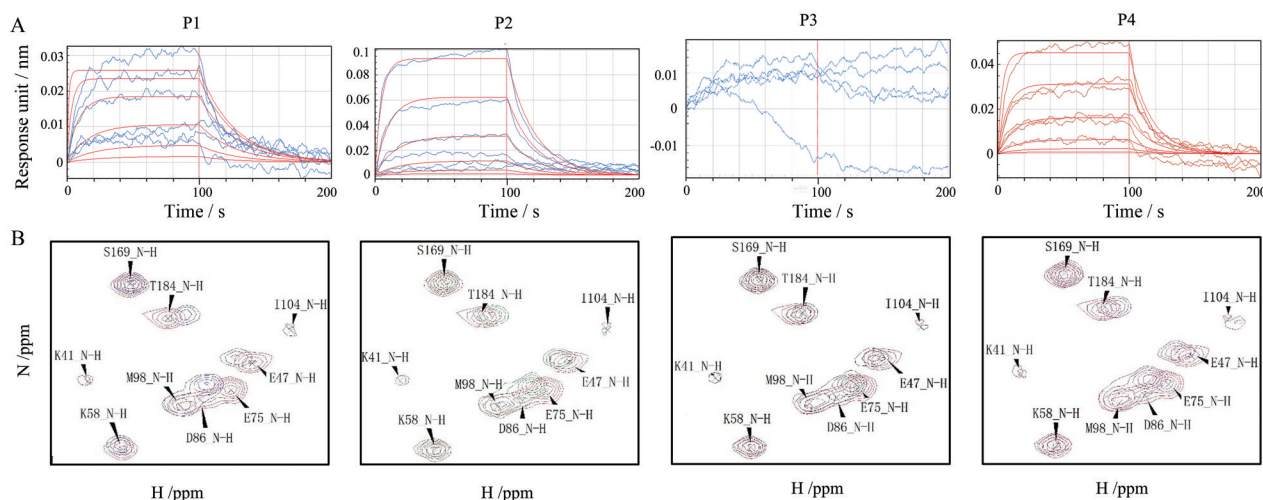 A
P1
P2
P3
P4
Response unit / nm
0.03
0.02
0.01
0
0
100
200
Time / s
0.1
0.08
0.06
0.04
0.02
0
0
100
200
Time / s
0.01
0
-0.01
0
100
200
Time / s
0.04
0.02
0
0
100
200
Time / s
B
N /ppm
S169_N-H
T184_N-H
I104_N-H
K41_N-H
M98_N-H
E47_N-H
K58_N-H
E75_N-H
D86_N-H
H /ppm
S169_N-H
T184_N-H
I104_N-H
K41_N-H
E47_N-H
M98_N-H
K58_N-H
E75_N-H
D86_N-H
H /ppm
S169_N-H
T184_N-H
I104_N-H
K41_N-H
M98_N-H
E47_N-H
K58_N-H
E75_N-H
D86_N-H
H /ppm
S169_N-H
T184_N-H
I104_N-H
K41_N-H
E47_N-H
K58_N-H
E75_N-H
M98_N-H
D86_N-H
H /ppm